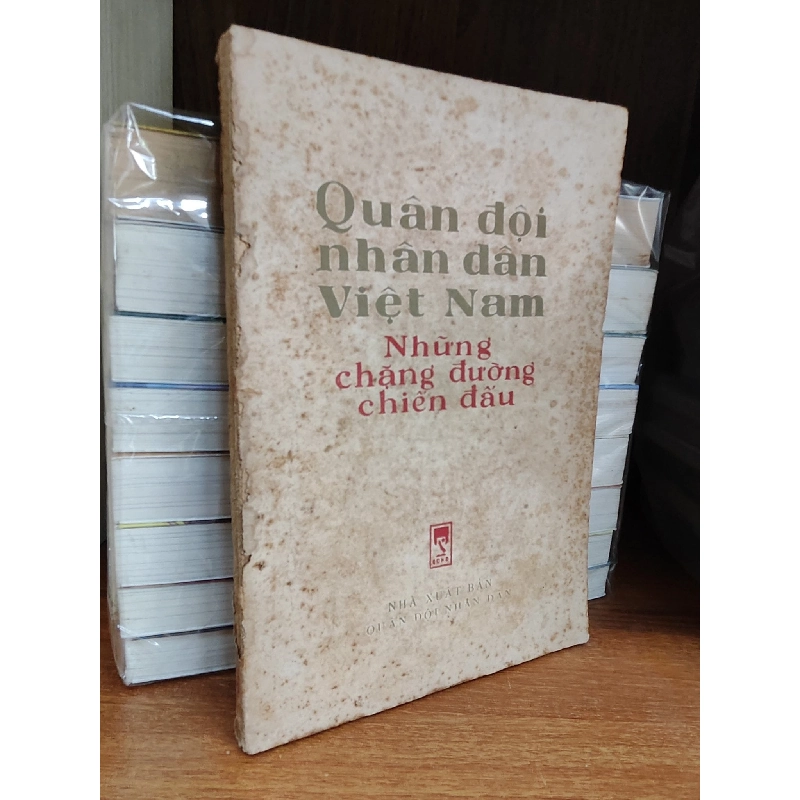 Quân đội
nhân dân
Việt Nam
Những
chặng đường
chiến đấu
NHÀ XUẤT BẢN
QUÂN ĐỘI NHÂN DÂN